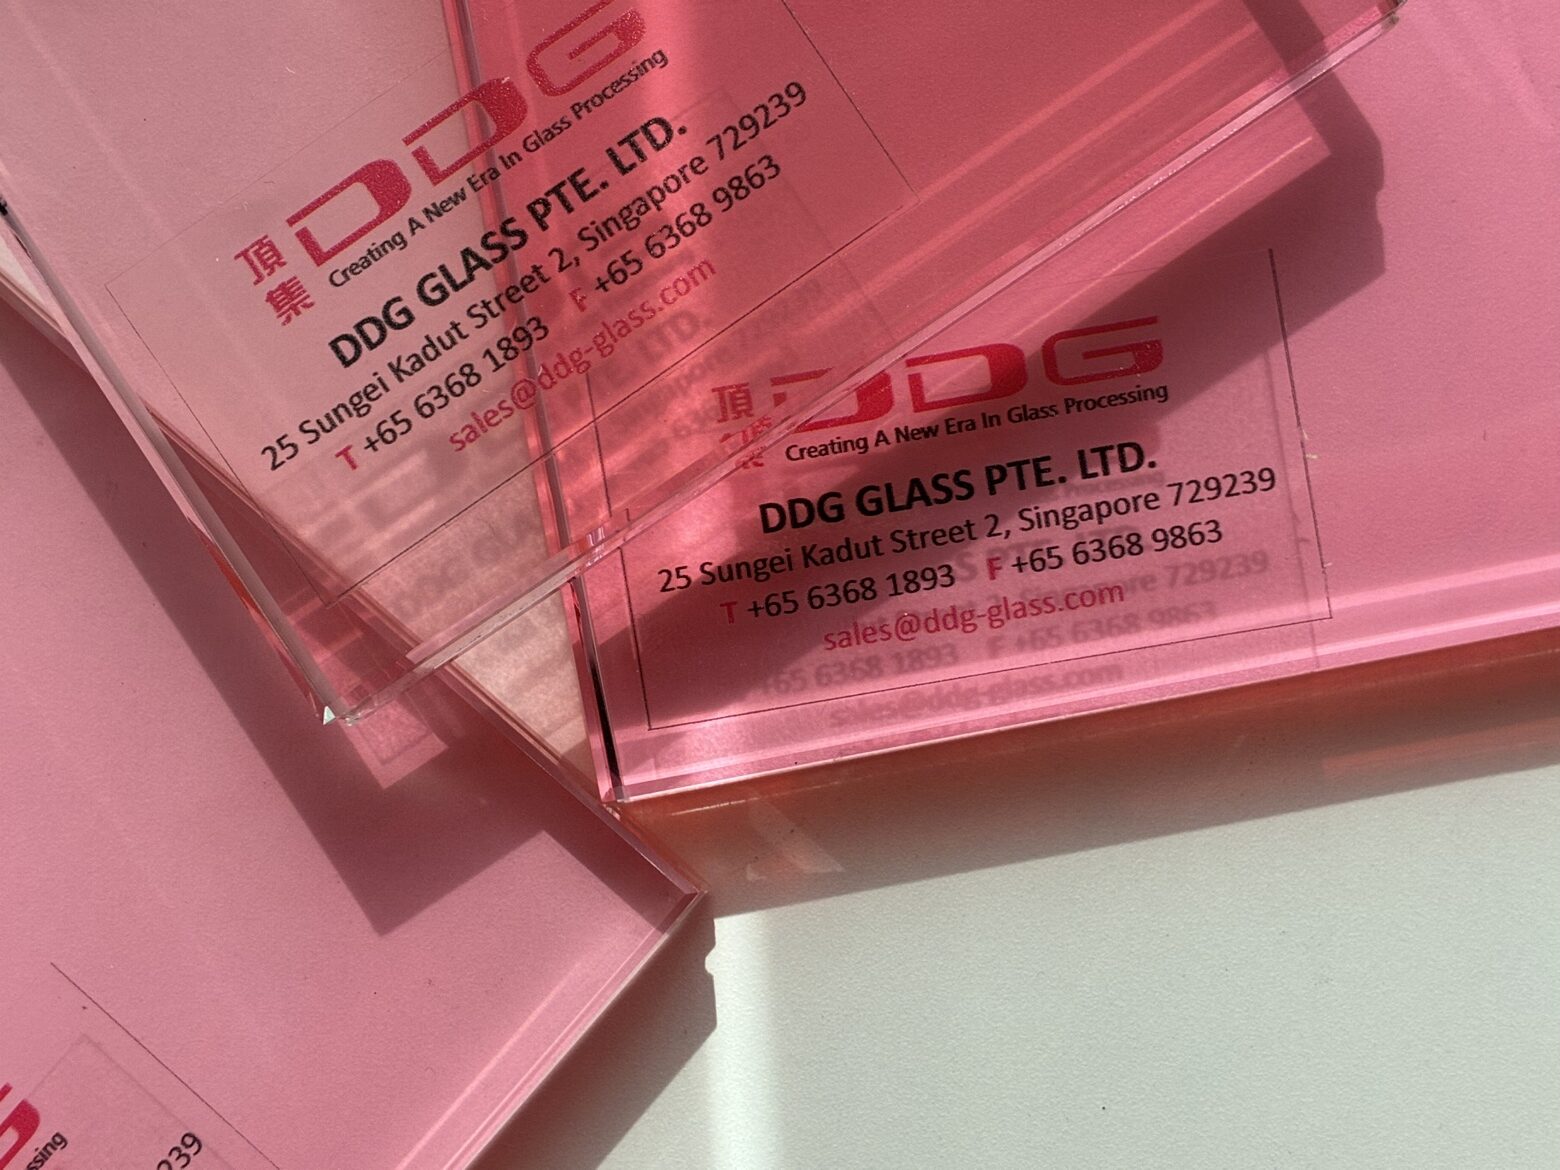 頂集 DDG
Creating A New Era In Glass Processing
DDG GLASS PTE. LTD.
25 Sungei Kadut Street 2, Singapore 729239
T +65 6368 1893 F +65 6368 9863
sales@ddg-glass.com
頂集 DDG
Creating A New Era In Glass Processing
DDG GLASS PTE. LTD.
25 Sungei Kadut Street 2, Singapore 729239
T +65 6368 1893 F +65 6368 9863
sales@ddg-glass.com
G
ssing
239